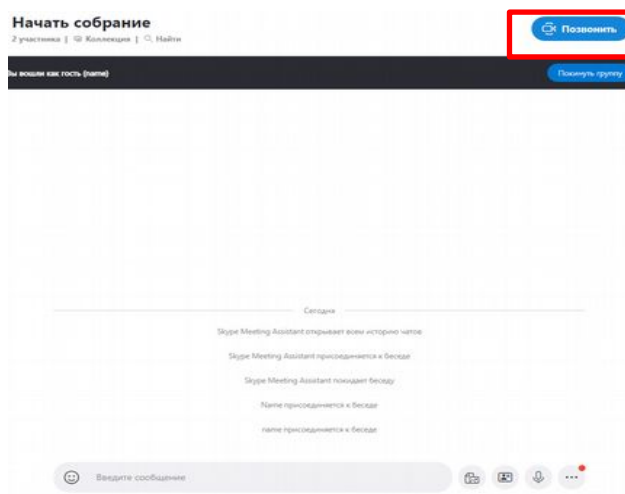 Начать собрание
2 участника | Коллекция | Найти
Позвонить
Вы вошли как гость (name)
Покинуть группу
Сегодня
Skype Meeting Assistant открывает всем историю чатов
Skype Meeting Assistant присоединяется к беседе
Skype Meeting Assistant покидает беседу
Name присоединяется к беседе
name присоединяется к беседе
Введите сообщение